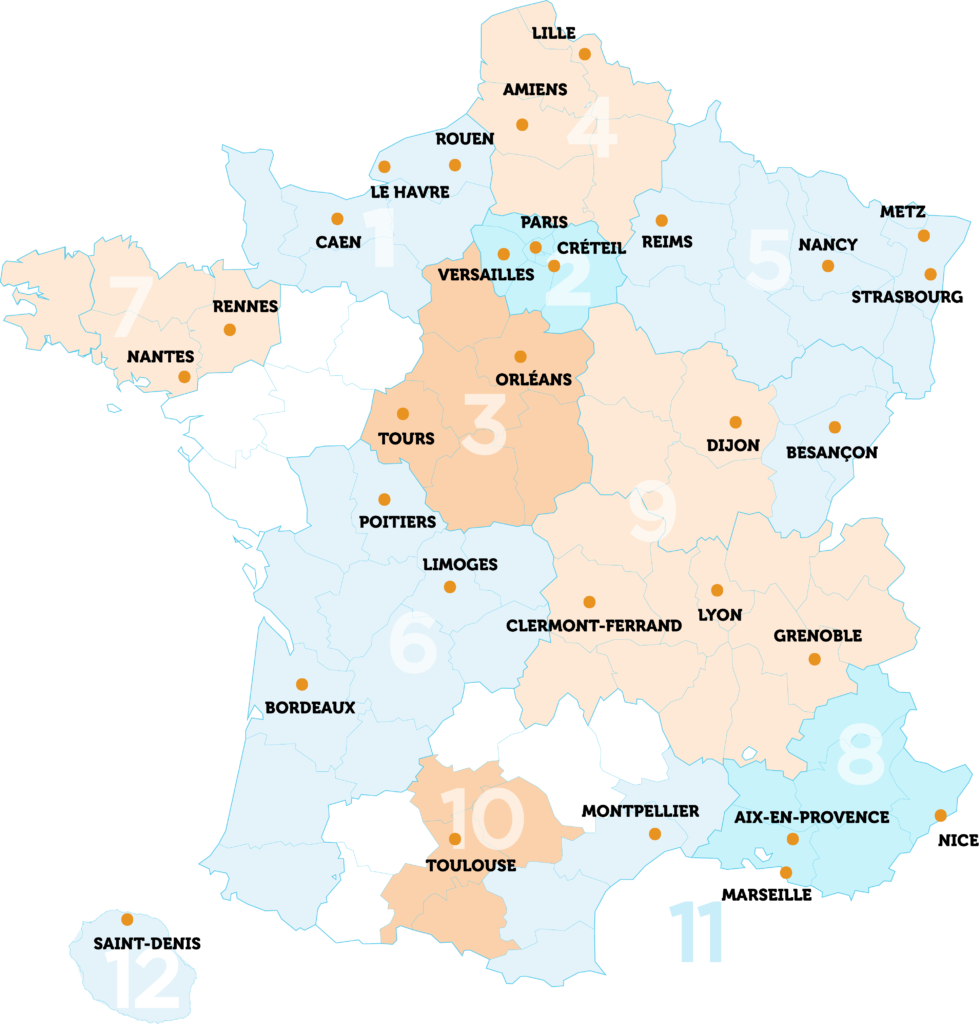 LILLE
AMIENS
4
ROUEN
LE HAVRE
METZ
PARIS
CAEN
1
CRÉTEIL
REIMS
NANCY
5
VERSAILLES
2
STRASBOURG
7
RENNES
NANTES
ORLÉANS
TOURS
3
DIJON
BESANÇON
POITIERS
9
LIMOGES
CLERMONT-FERRAND
LYON
GRENOBLE
6
BORDEAUX
8
10
MONTPELLIER
AIX-EN-PROVENCE
NICE
TOULOUSE
MARSEILLE
11
SAINT-DENIS
12